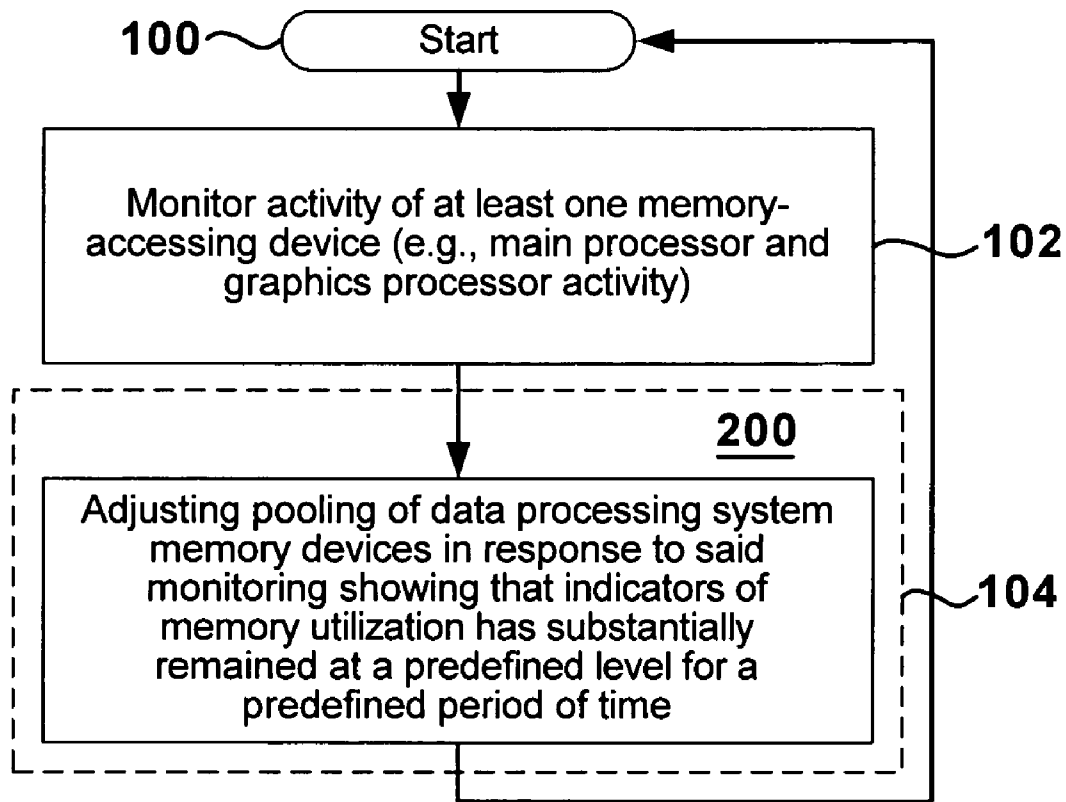 100
Start
Monitor activity of at least one memory-
accessing device (e.g., main processor and
graphics processor activity)
102
200
Adjusting pooling of data processing system
memory devices in response to said
monitoring showing that indicators of
memory utilization has substantially
remained at a predefined level for a
predefined period of time
104